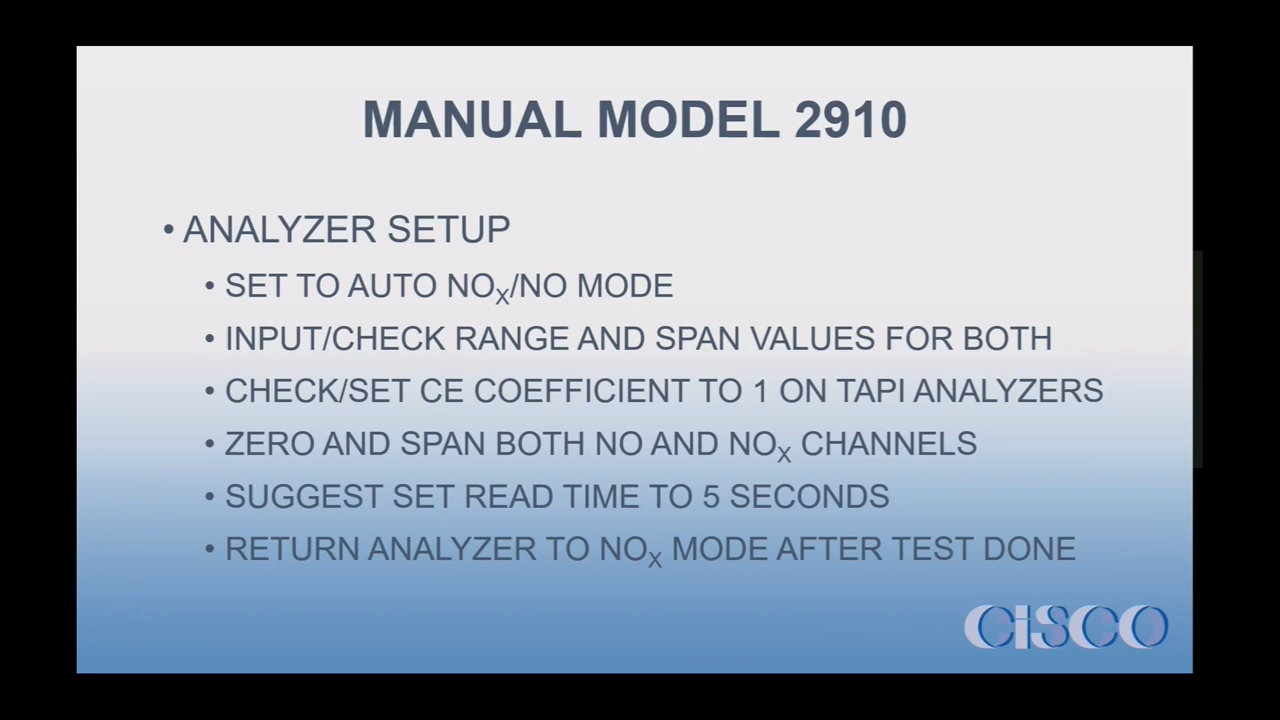 MANUAL MODEL 2910
• ANALYZER SETUP
• SET TO AUTO NOX/NO MODE
• INPUT/CHECK RANGE AND SPAN VALUES FOR BOTH
• CHECK/SET CE COEFFICIENT TO 1 ON TAPI ANALYZERS
• ZERO AND SPAN BOTH NO AND NOX CHANNELS
• SUGGEST SET READ TIME TO 5 SECONDS
• RETURN ANALYZER TO NOX MODE AFTER TEST DONE
CiSCO